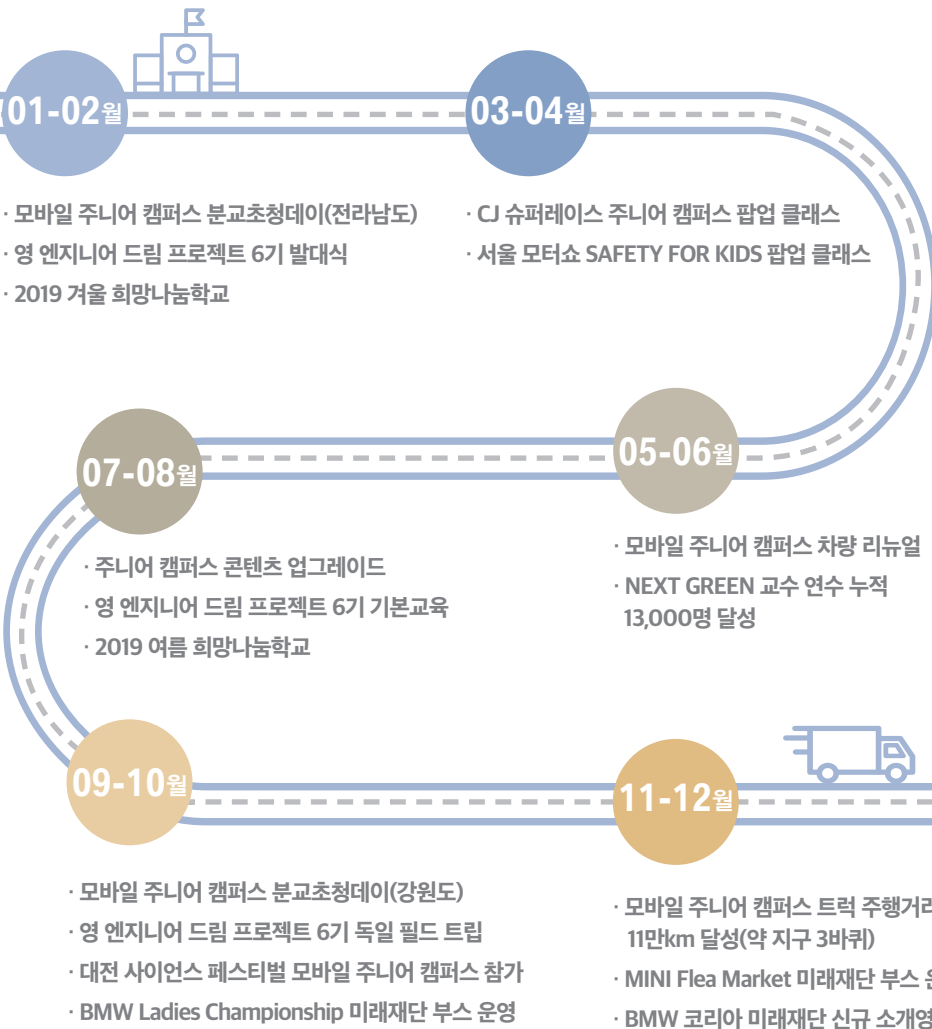 01-02월
· 모바일 주니어 캠퍼스 분교초청데이(전라남도)
· 영 엔지니어 드림 프로젝트 6기 발대식
· 2019 겨울 희망나눔학교
03-04월
· CJ 슈퍼레이스 주니어 캠퍼스 팝업 클래스
· 서울 모터쇼 SAFETY FOR KIDS 팝업 클래스
05-06월
· 모바일 주니어 캠퍼스 차량 리뉴얼
· NEXT GREEN 교수 연수 누적
13,000명 달성
07-08월
· 주니어 캠퍼스 콘텐츠 업그레이드
· 영 엔지니어 드림 프로젝트 6기 기본교육
· 2019 여름 희망나눔학교
09-10월
· 모바일 주니어 캠퍼스 분교초청데이(강원도)
· 영 엔지니어 드림 프로젝트 6기 독일 필드 트립
· 대전 사이언스 페스티벌 모바일 주니어 캠퍼스 참가
· BMW Ladies Championship 미래재단 부스 운영
11-12월
· 모바일 주니어 캠퍼스 트럭 주행거리
11만km 달성(약 지구 3바퀴)
· MINI Flea Market 미래재단 부스
· BMW 코리아 미래재단 신규 소개영